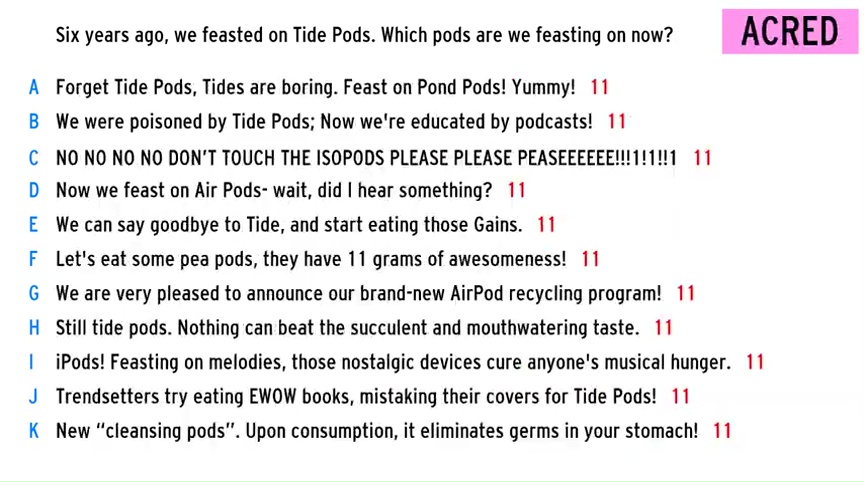 Six years ago, we feasted on Tide Pods. Which pods are we feasting on now?
ACRED
A Forget Tide Pods, Tides are boring. Feast on Pond Pods! Yummy! 11
B We were poisoned by Tide Pods; Now we're educated by podcasts! 11
C NO NO NO NO DON'T TOUCH THE ISOPODS PLEASE PLEASE PEASEEEEEE!!!1!1!!1 11
D Now we feast on Air Pods- wait, did I hear something? 11
E We can say goodbye to Tide, and start eating those Gains. 11
F Let's eat some pea pods, they have 11 grams of awesomeness! 11
G We are very pleased to announce our brand-new AirPod recycling program! 11
H Still tide pods. Nothing can beat the succulent and mouthwatering taste. 11
I iPods! Feasting on melodies, those nostalgic devices cure anyone's musical hunger. 11
J Trendsetters try eating EWOW books, mistaking their covers for Tide Pods! 11
K New “cleansing pods”. Upon consumption, it eliminates germs in your stomach! 11